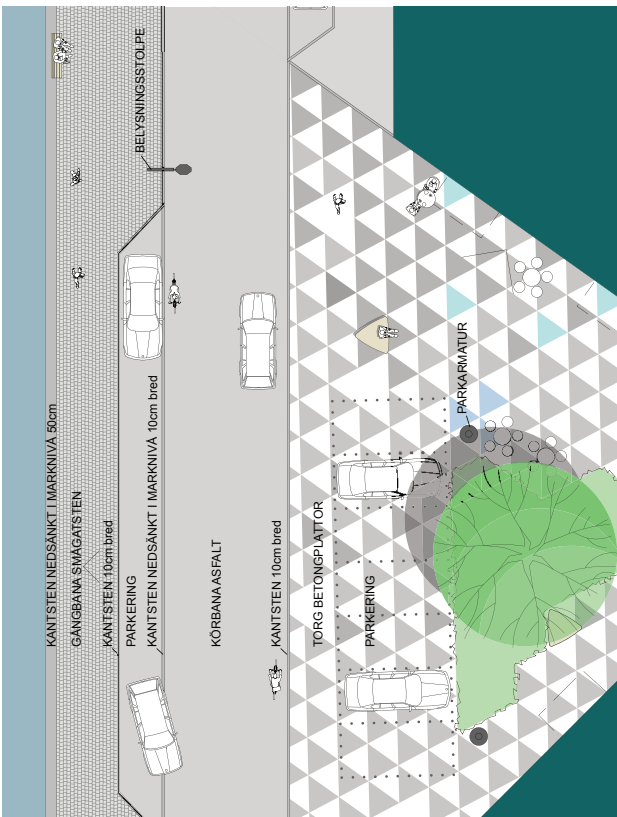 BELYSNINGSSTOLPE
KANTSTEN NEDSÄNKT I MARKNIVÅ 50cm
GÅNGBANA SMÅGATSTEN
KANTSTEN 10cm bred
PARKERING
KANTSTEN NEDSÄNKT I MARKNIVÅ 10cm bred
KÖRBANA ASFALT
KANTSTEN 10cm bred
TORG BETONGPLATTOR
PARKERING
PARKARMATUR